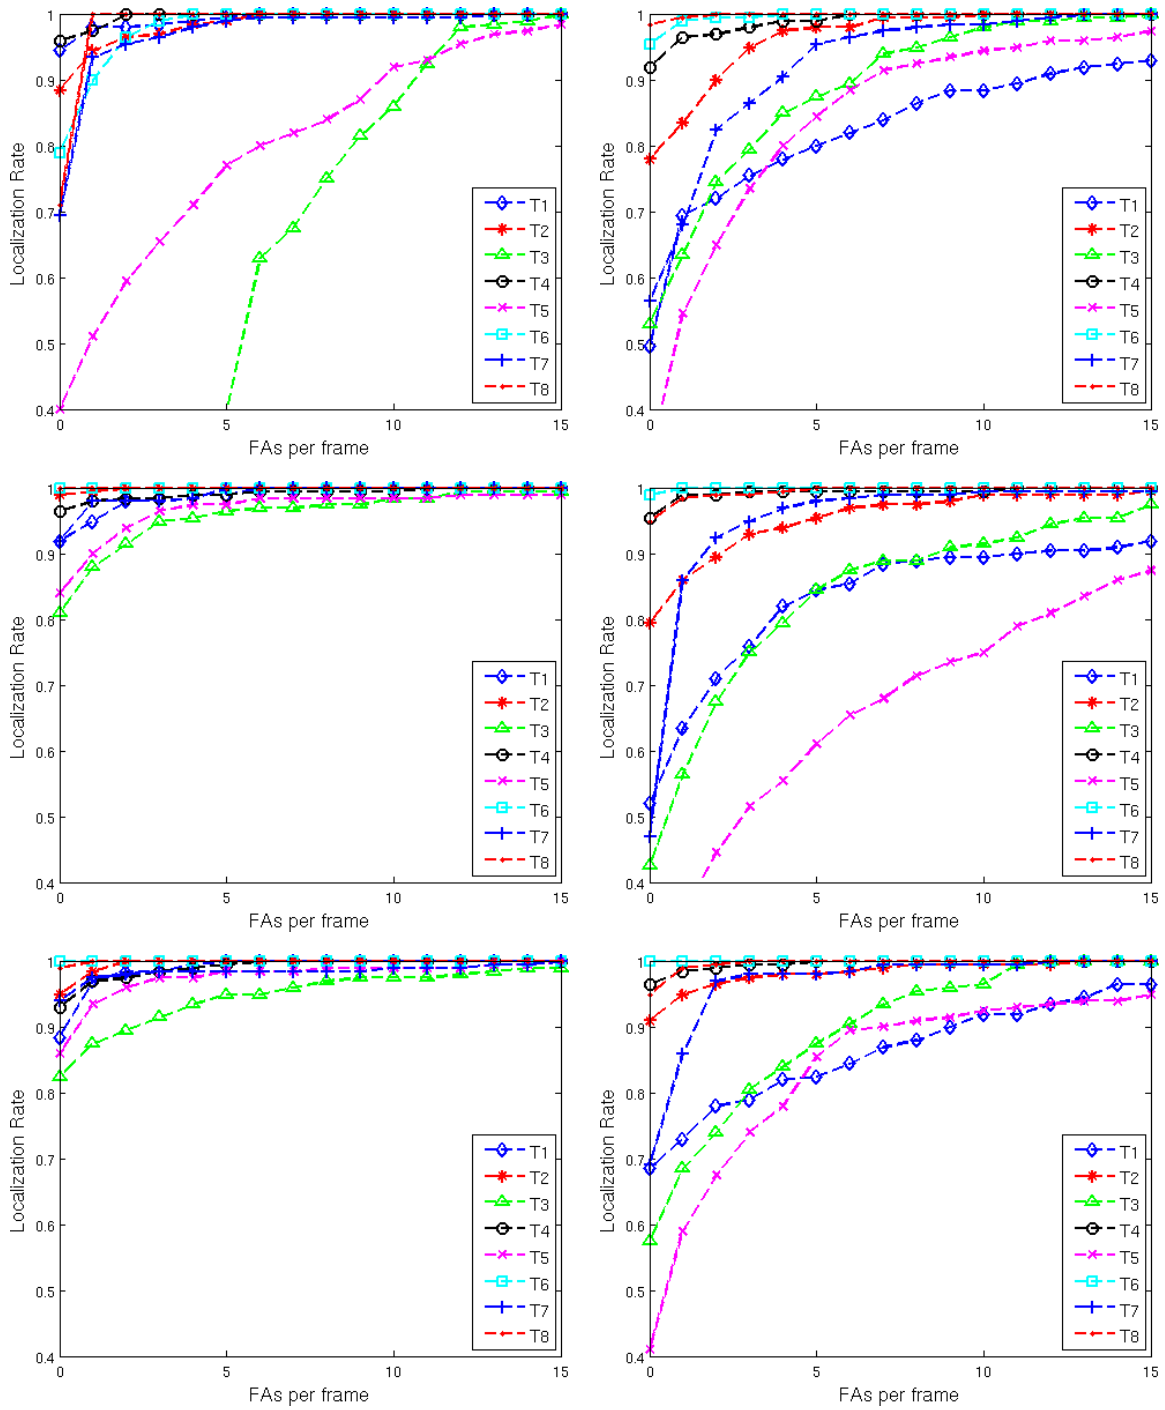 1
0.9
0.8
0.7
0.6
0.5
0.4
Localization Rate
0 5 10 15
FAs per frame
T1
T2
T3
T4
T5
T6
T7
T8
1
0.9
0.8
0.7
0.6
0.5
0.4
Localization Rate
0 5 10 15
FAs per frame
T1
T2
T3
T4
T5
T6
T7
T8
1
0.9
0.8
0.7
0.6
0.5
0.4
Localization Rate
0 5 10 15
FAs per frame
T1
T2
T3
T4
T5
T6
T7
T8
1
0.9
0.8
0.7
0.6
0.5
0.4
Localization Rate
0 5 10 15
FAs per frame
T1
T2
T3
T4
T5
T6
T7
T8
1
0.9
0.8
0.7
0.6
0.5
0.4
Localization Rate
0 5 10 15
FAs per frame
T1
T2
T3
T4
T5
T6
T7
T8
1
0.9
0.8
0.7
0.6
0.5
0.4
Localization Rate
0 5 10 15
FAs per frame
T1
T2
T3
T4
T5
T6
T7
T8